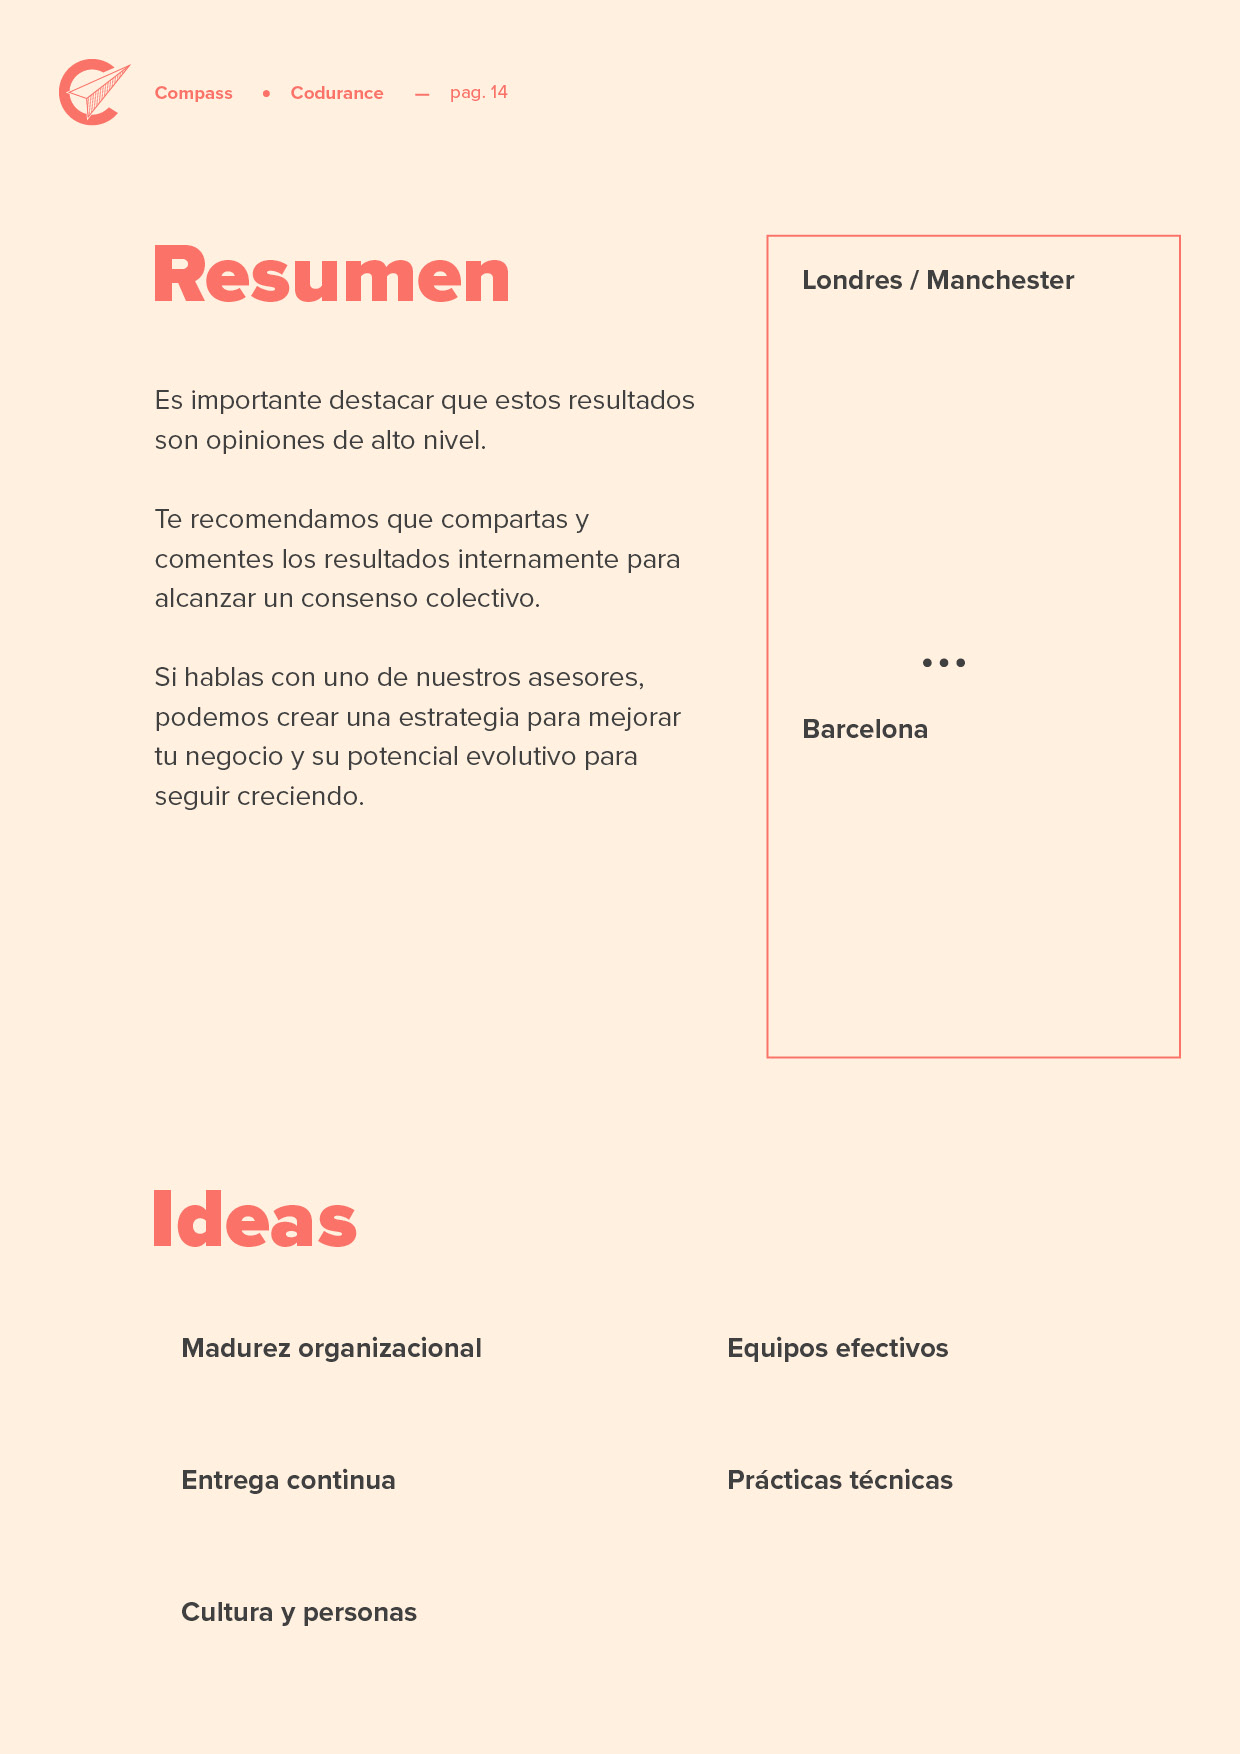 Compass • Codurance — pag. 14
Resumen
Es importante destacar que estos resultados
son opiniones de alto nivel.
Te recomendamos que compartas y
comentes los resultados internamente para
alcanzar un consenso colectivo.
Si hablas con uno de nuestros asesores,
podemos crear una estrategia para mejorar
tu negocio y su potencial evolutivo para
seguir creciendo.
Londres / Manchester
•••
Barcelona
Ideas
Madurez organizacional
Equipos efectivos
Entrega continua
Prácticas técnicas
Cultura y personas